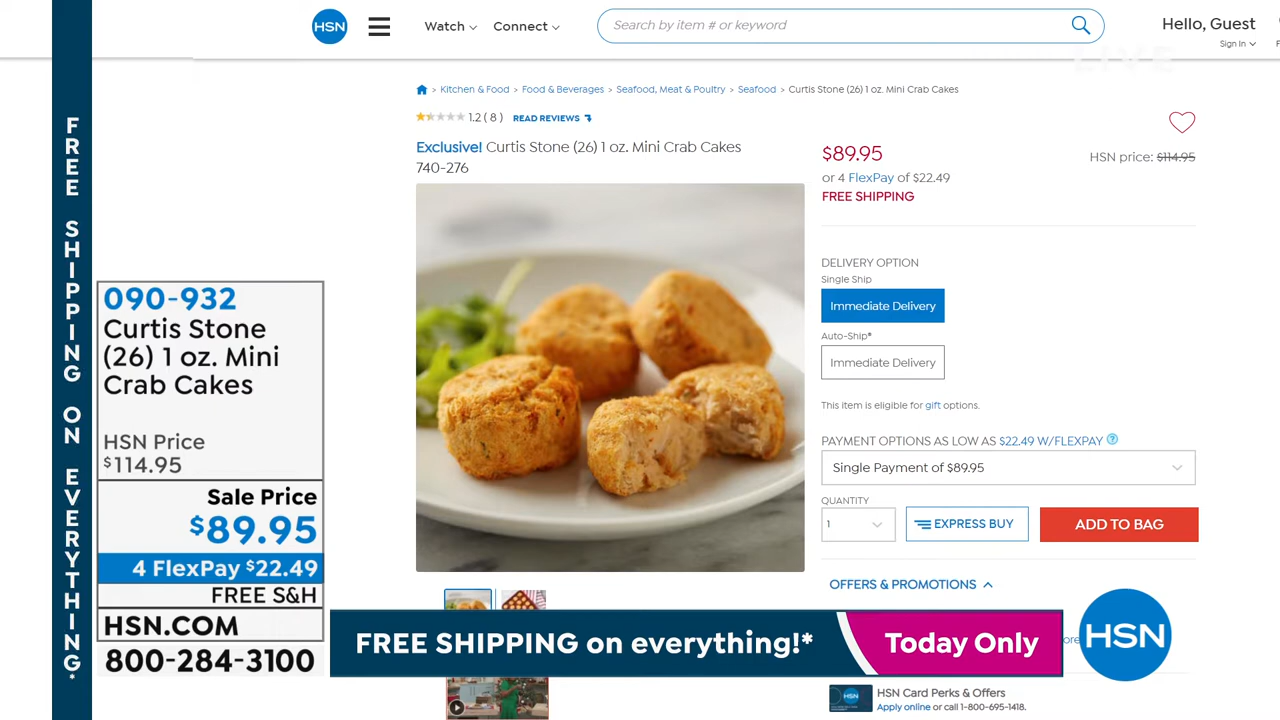 FREE SHIPPING ON EVERYTHING!*
HSN
Watch
Connect
Search by item # or keyword
Hello, Guest
Sign In
LIVE
> Kitchen & Food > Food & Beverages > Seafood, Meat & Poultry > Seafood > Curtis Stone (26) 1 oz. Mini Crab Cakes
1.2 ( 8 ) READ REVIEWS
Exclusive! Curtis Stone (26) 1 oz. Mini Crab Cakes
740-276
$89.95
HSN price: $114.95
or 4 FlexPay of $22.49
FREE SHIPPING
DELIVERY OPTION
Single Ship
Immediate Delivery
Auto-Ship®
Immediate Delivery
This item is eligible for gift options.
PAYMENT OPTIONS AS LOW AS $22.49 W/FLEXPAY ?
Single Payment of $89.95
QUANTITY
1
EXPRESS BUY
ADD TO BAG
OFFERS & PROMOTIONS
HSN Card Perks & Offers
Apply online or call 1-800-695-1418.
HSN
090-932
Curtis Stone
(26) 1 oz. Mini
Crab Cakes
HSN Price
$114.95
Sale Price
$89.95
4 FlexPay $22.49
FREE S&H
HSN.COM
800-284-3100
FREE SHIPPING on everything!*
Today Only
HSN